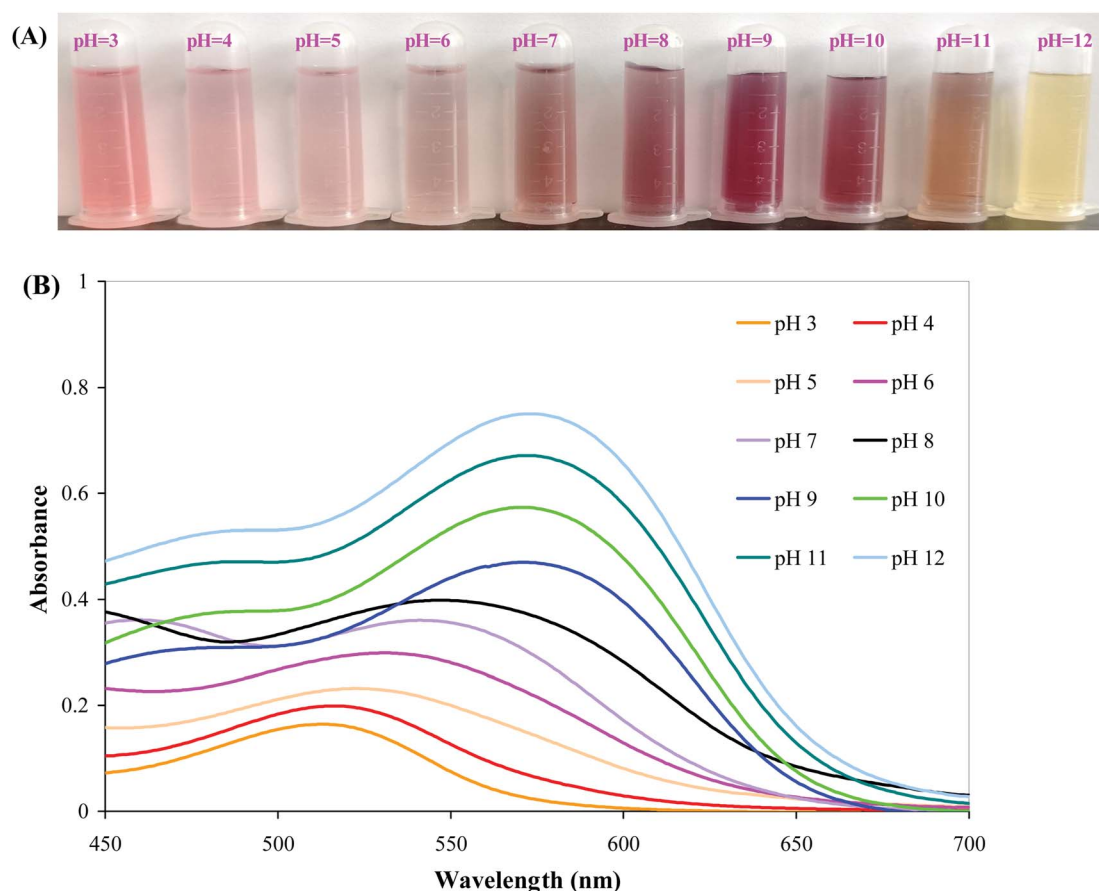 (A)
pH=3 pH=4 pH=5 pH=6 pH=7 pH=8 pH=9 pH=10 pH=11 pH=12
(B)
1
0.8
0.6
0.4
0.2
0
Absorbance
pH 3 pH 4
pH 5 pH 6
pH 7 pH 8
pH 9 pH 10
pH 11 pH 12
450 500 550 600 650 700
Wavelength (nm)